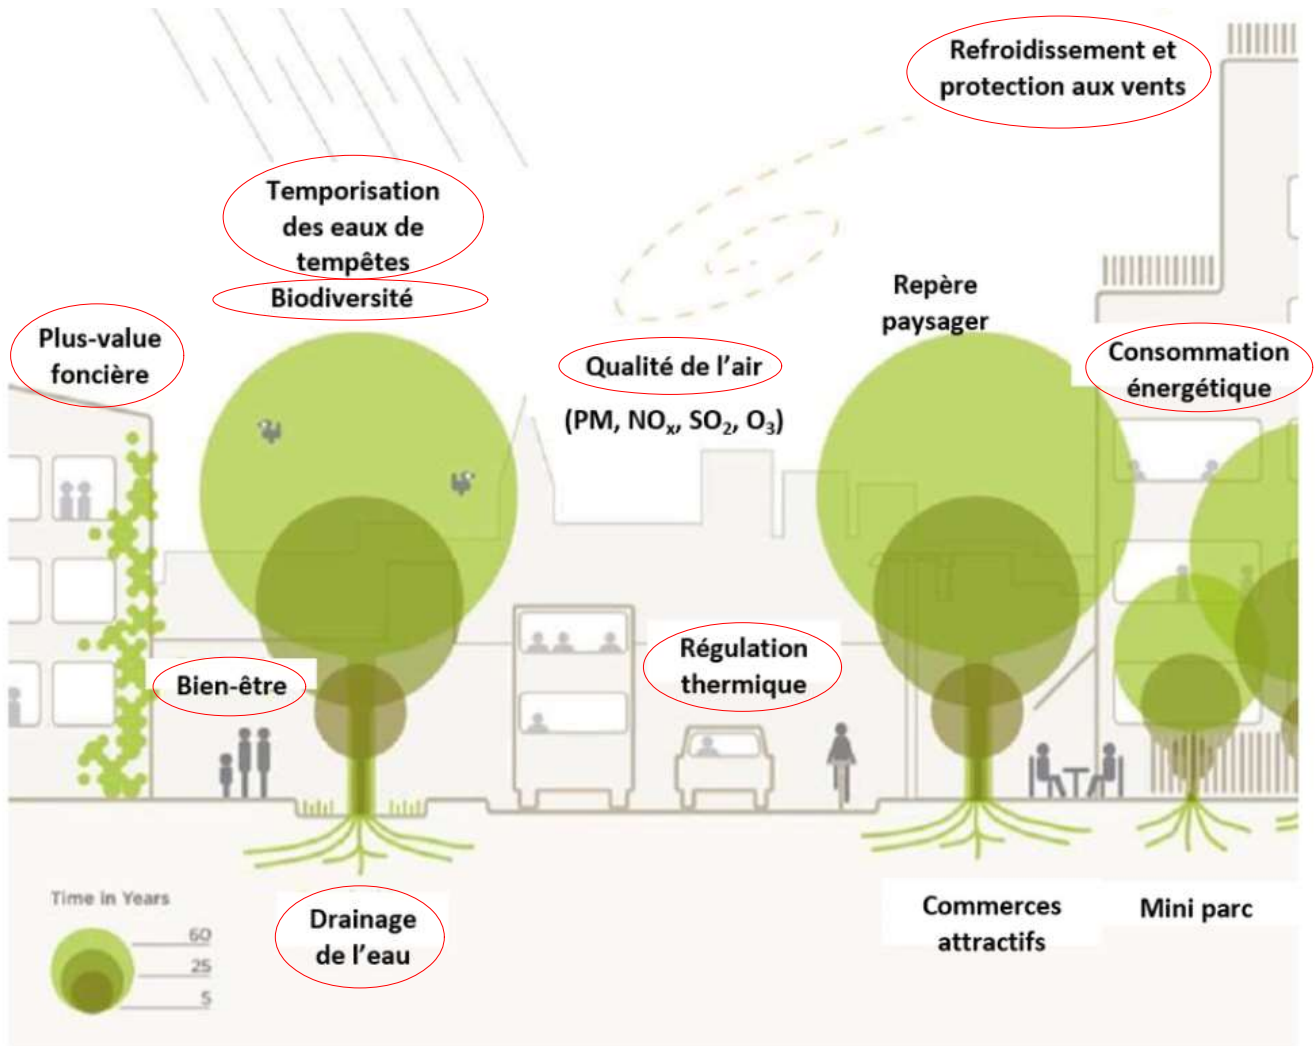 Refroidissement et
protection aux vents
Temporisation
des eaux de
tempêtes
Biodiversité
Repère
paysager
Plus-value
foncière
Qualité de l'air
(PM, NOx, SO2, O3)
Consommation
énergétique
Régulation
thermique
Bien-être
Time in Years
60
25
5
Drainage
de l'eau
Commerces
attractifs
Mini parc